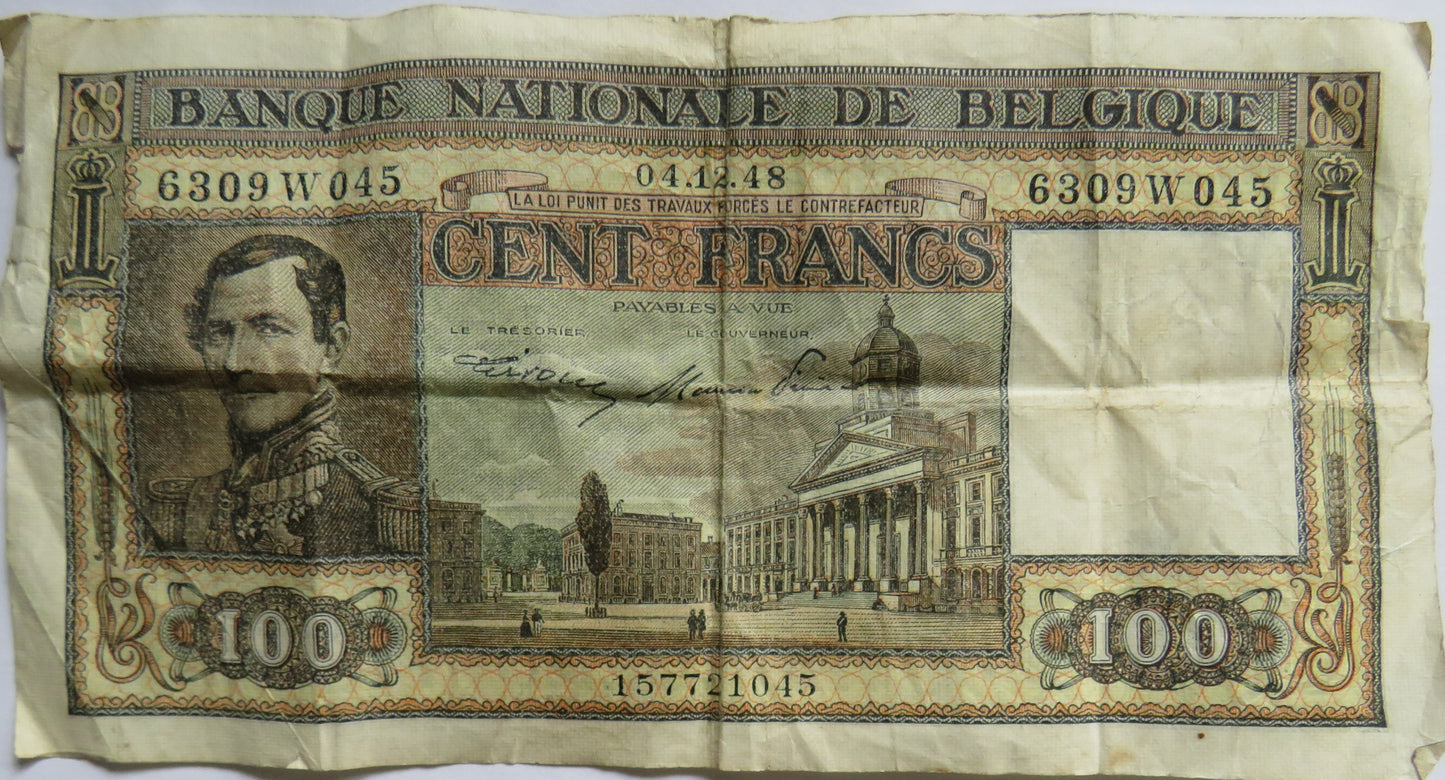 BANQUE NATIONALE DE BELGIQUE
6309 W 045
04.12.48
6309 W 045
LA LOI PUNIT DES TRAVAUX FORCÉS LE CONTREFACTEUR
CENT FRANCS
PAYABLES A VUE
LE TRÉSORIER,
LE GOUVERNEUR,
100
100
157721045